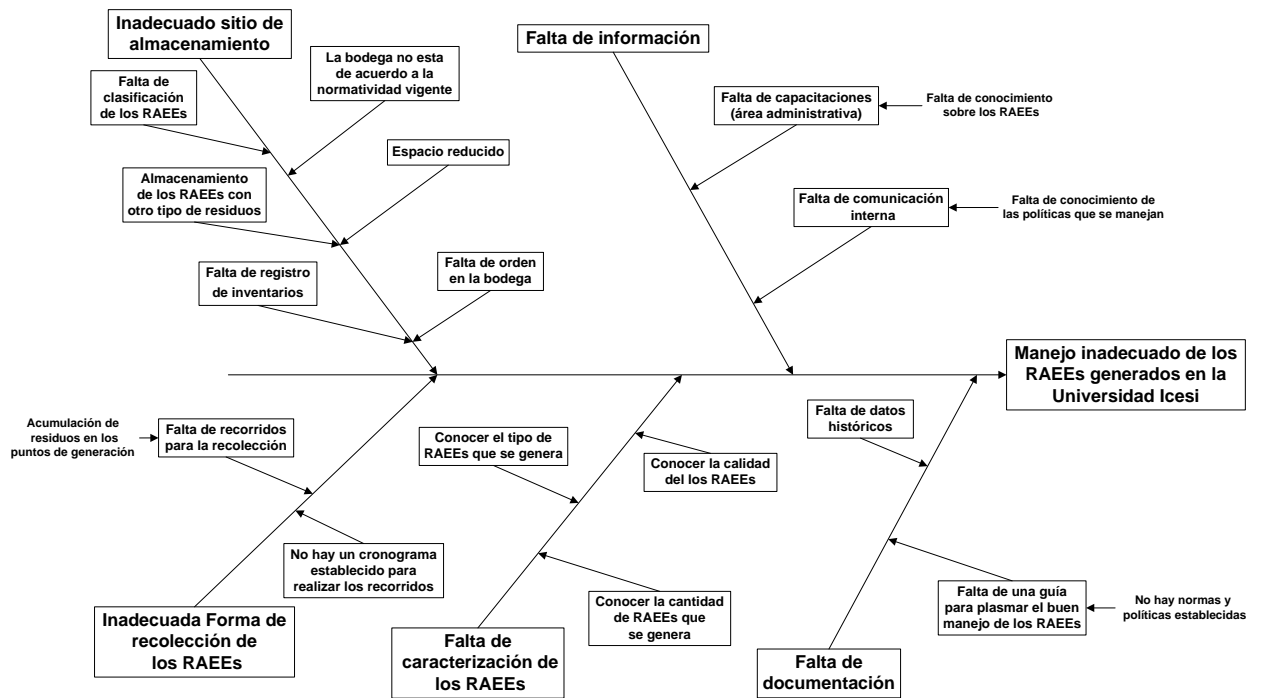 Inadecuado sitio de
almacenamiento
Falta de información
Falta de
clasificación
de los RAEEs
La bodega no esta
de acuerdo a la
normatividad vigente
Falta de capacitaciones
(área administrativa)
Falta de conocimiento
sobre los RAEEs
Espacio reducido
Almacenamiento
de los RAEEs con
otro tipo de residuos
Falta de comunicación
interna
Falta de conocimiento de
las políticas que se manejan
Falta de registro
de inventarios
Falta de orden
en la bodega
Manejo inadecuado de los
RAEEs generados en la
Universidad Icesi
Acumulación de
residuos en los
puntos de generación
Falta de recorridos
para la recolección
Conocer el tipo de
RAEEs que se genera
Conocer la calidad
del los RAEEs
Falta de datos
históricos
No hay un cronograma
establecido para
realizar los recorridos
Conocer la cantidad
de RAEEs que
se genera
Falta de una guía
para plasmar el buen
manejo de los RAEEs
No hay normas y
políticas establecidas
Inadecuada Forma de
recolección de
los RAEEs
Falta de
caracterización de
los RAEEs
Falta de
documentación